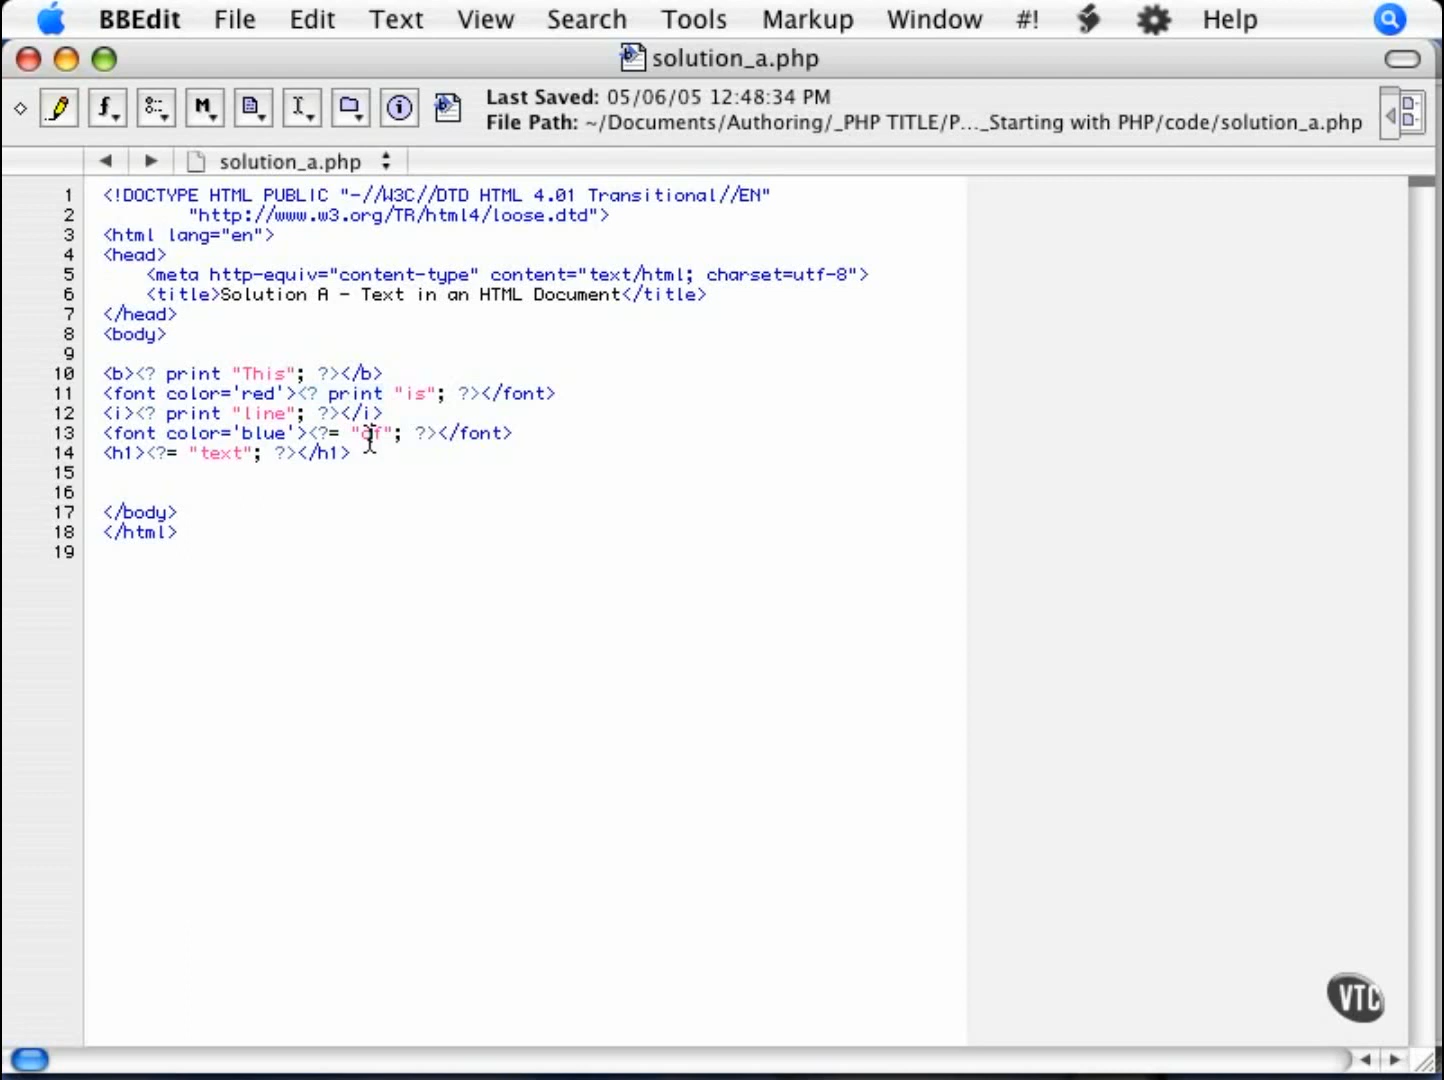 BBEdit File Edit Text View Search Tools Markup Window #! Help
solution_a.php
Last Saved: 05/06/05 12:48:34 PM
File Path: ~/Documents/Authoring/_PHP TITLE/P..._Starting with PHP/code/solution_a.php
solution_a.php
1 <!DOCTYPE HTML PUBLIC "-//W3C//DTD HTML 4.01 Transitional//EN"
2 "http://www.w3.org/TR/html4/loose.dtd">
3 <html lang="en">
4 <head>
5 <meta http-equiv="content-type" content="text/html; charset=utf-8">
6 <title>Solution A - Text in an HTML Document</title>
7 </head>
8 <body>
9
10 <b><? print "This"; ?></b>
11 <font color='red'><? print "is"; ?></font>
12 <i><? print "line"; ?></i>
13 <font color='blue'><?= "of"; ?></font>
14 <h1><?= "text"; ?></h1>
15
16
17 </body>
18 </html>
19
VTC